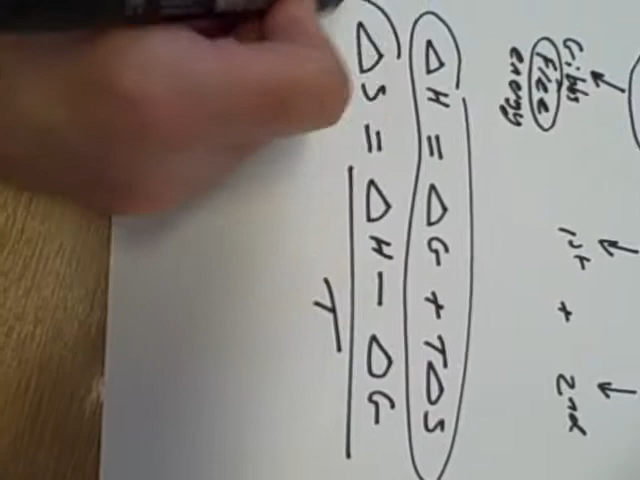 Gibbs
Free
energy
↓ ↓ ↓
1st + 2nd
ΔH = ΔG + TΔS
ΔS = ΔH - ΔG
T